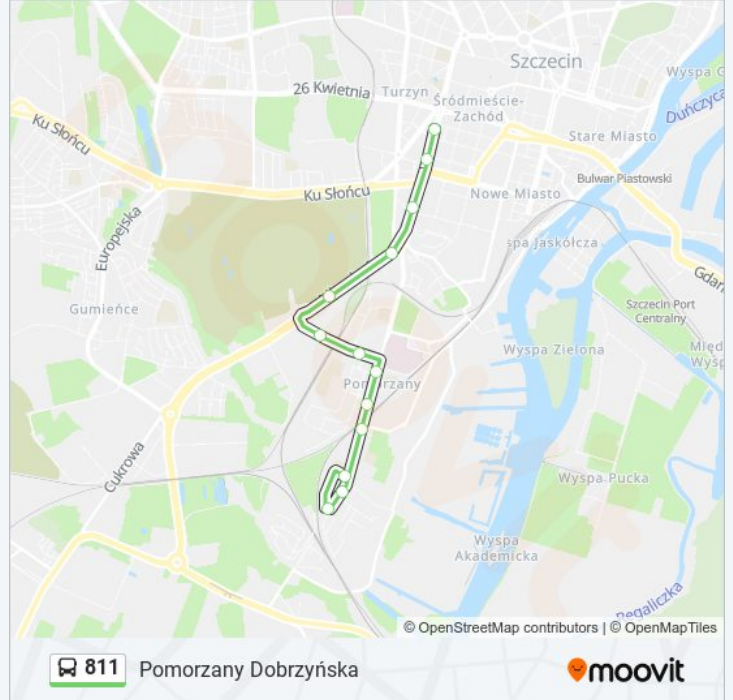 Szczecin
Wyspa G
26 Kwietnia
Turzyn
Śródmieście-
Zachód
Duńczyca
Ku Słońcu
Stare Miasto
Bulwar Piastowski
Ku Słońcu
Nowe Miasto
Europejska
spa Jaskółcza
Gdań
Gumieńce
Szczecin Port
Centralny
Wyspa Zielona
Międ
Wysp
Pomorzany
Cukrowa
Wyspa Pucka
Wyspa
Akademicka
Regaliczka
© OpenStreetMap contributors | © OpenMapTiles
811 Pomorzany Dobrzyńska
moovit